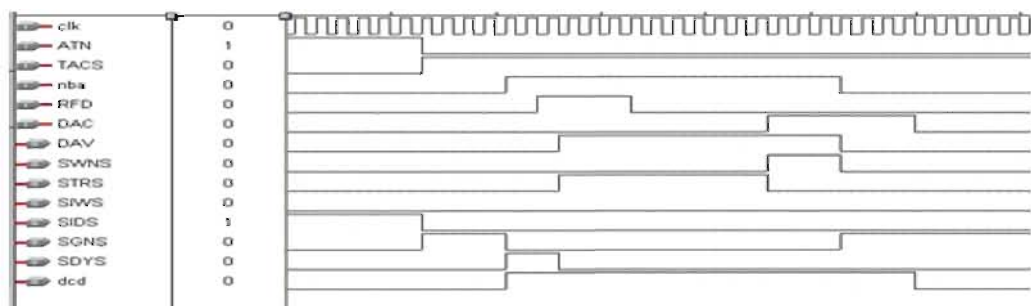 clk 0
ATN 1
TACS 0
nba 0
RFD 0
DAC 0
DAV 0
SWNS 0
STRS 0
SIWS 0
SIDS 1
SGNS 0
SDYS 0
dcd 0